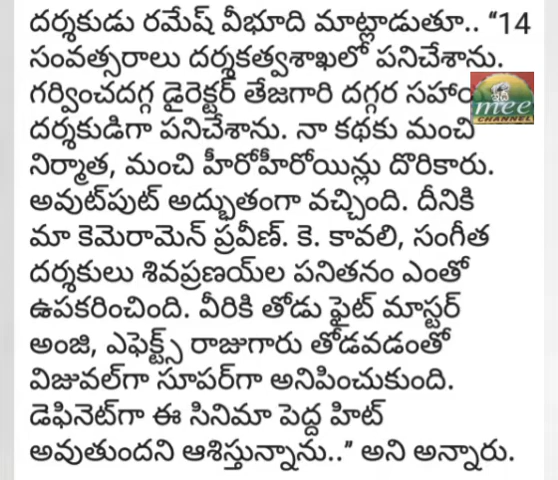 దర్శకుడు రమేష్ వీభూది మాట్లాడుతూ.. “14
సంవత్సరాలు దర్శకత్వశాఖలో పనిచేశాను.
గర్వించదగ్గ డైరెక్టర్ తేజగారి దగ్గర
mee
CHANNEL
దర్శకుడిగా పనిచేశాను. నా కథకు మంచి
నిర్మాత, మంచి హీరోహీరోయిన్లు దొరికారు.
అవుట్‌పుట్ అద్భుతంగా వచ్చింది. దీనికి
మా కెమెరామెన్ ప్రవీణ్. కె. కావలి, సంగీత
దర్శకులు శివప్రణయ్‌ల పనితనం ఎంతో
ఉపకరించింది. వీరికి తోడు ఫైట్ మాస్టర్
అంజి, ఎఫెక్ట్స్ రాజుగారు తోడవడంతో
విజువల్‌గా సూపర్‌గా అనిపించుకుంది.
డెఫినెట్‌గా ఈ సినిమా పెద్ద హిట్
అవుతుందని ఆశిస్తున్నాను..” అని అన్నారు.